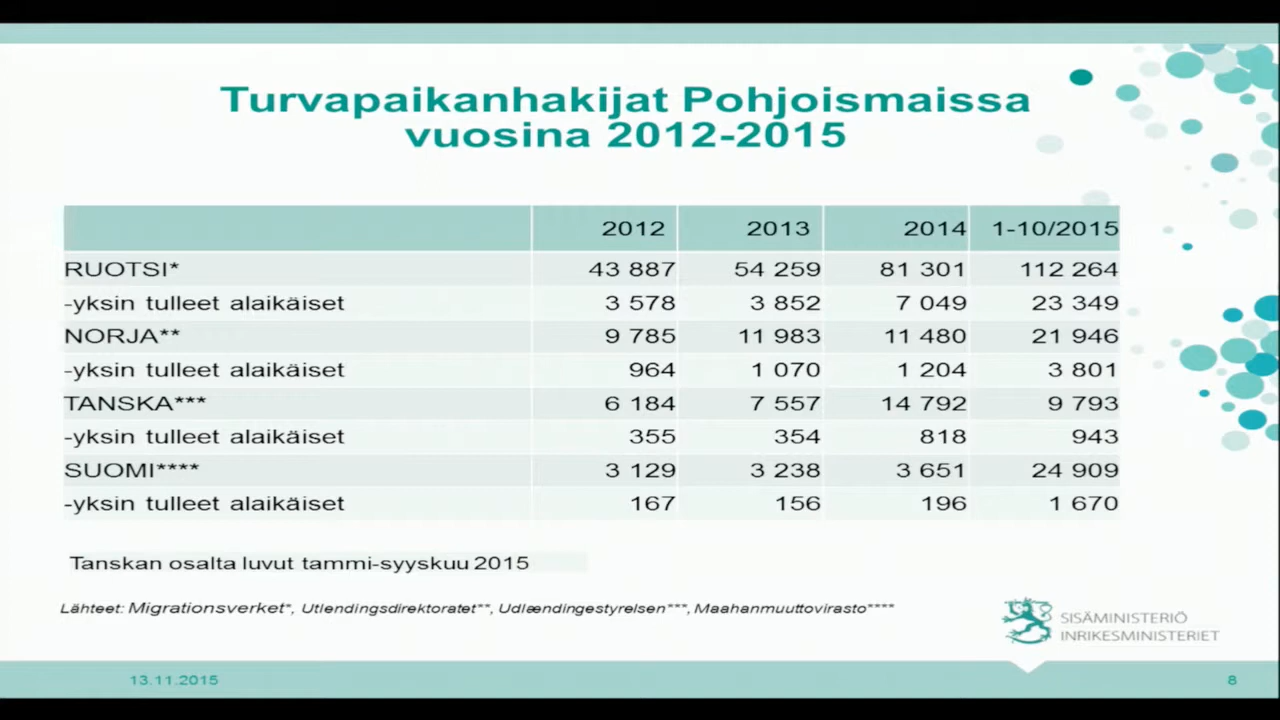 Turvapaikanhakijat Pohjoismaissa
vuosina 2012-2015
2012 2013 2014 1-10/2015
RUOTSI* 43 887 54 259 81 301 112 264
-yksin tulleet alaikäiset 3 578 3 852 7 049 23 349
NORJA** 9 785 11 983 11 480 21 946
-yksin tulleet alaikäiset 964 1 070 1 204 3 801
TANSKA*** 6 184 7 557 14 792 9 793
-yksin tulleet alaikäiset 355 354 818 943
SUOMI**** 3 129 3 238 3 651 24 909
-yksin tulleet alaikäiset 167 156 196 1 670
Tanskan osalta luvut tammi-syyskuu 2015
Lähteet: Migrationsverket*, Utlendingsdirektoratet**, Udlændingestyrelsen***, Maahanmuuttovirasto****
SISÄMINISTERIÖ
INRIKESMINISTERIET
13.11.2015 8